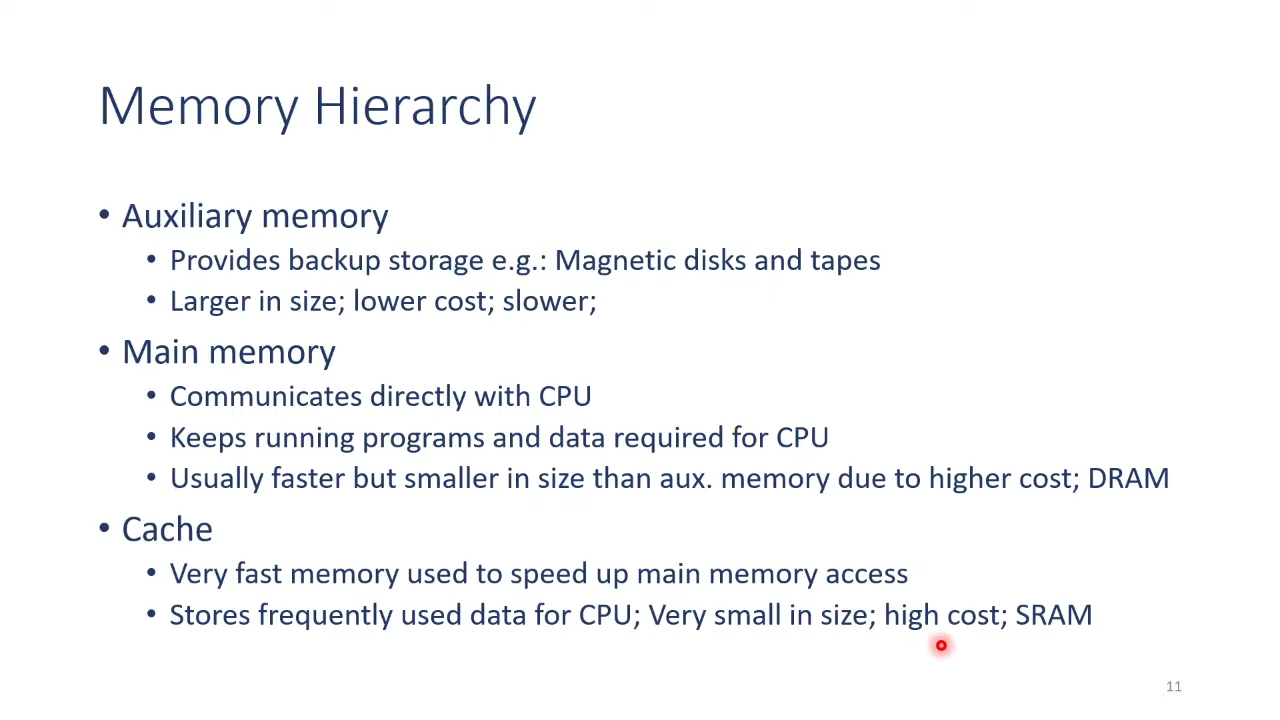 Memory Hierarchy
• Auxiliary memory
• Provides backup storage e.g.: Magnetic disks and tapes
• Larger in size; lower cost; slower;
• Main memory
• Communicates directly with CPU
• Keeps running programs and data required for CPU
• Usually faster but smaller in size than aux. memory due to higher cost; DRAM
• Cache
• Very fast memory used to speed up main memory access
• Stores frequently used data for CPU; Very small in size; high cost; SRAM
11